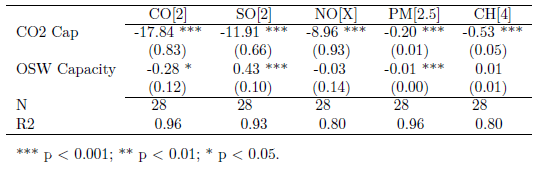 CO[2] SO[2] NO[X] PM[2.5] CH[4]
CO2 Cap -17.84 *** -11.91 *** -8.96 *** -0.20 *** -0.53 ***
(0.83) (0.66) (0.93) (0.01) (0.05)
OSW Capacity -0.28 * 0.43 *** -0.03 -0.01 *** 0.01
(0.12) (0.10) (0.14) (0.00) (0.01)
N 28 28 28 28 28
R2 0.96 0.93 0.80 0.96 0.80
*** p < 0.001; ** p < 0.01; * p < 0.05.